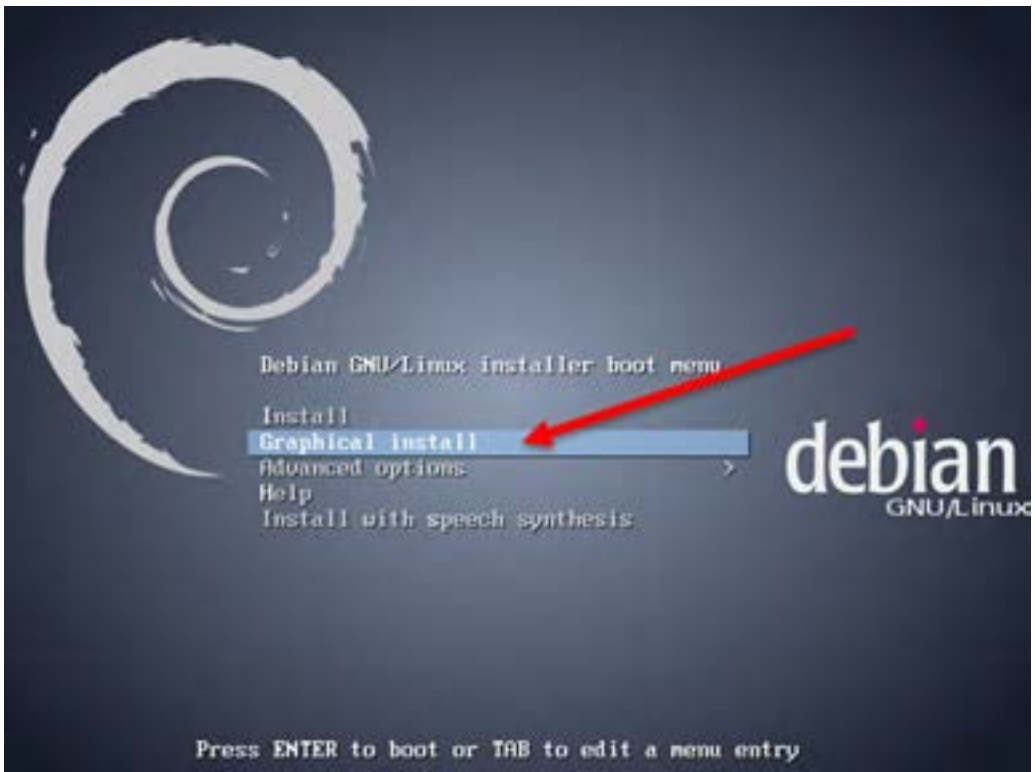 Debian GNU/Linux installer boot menu
Install
Graphical install
Advanced options >
Help
Install with speech synthesis
debian
GNU/Linux
Press ENTER to boot or TAB to edit a menu entry